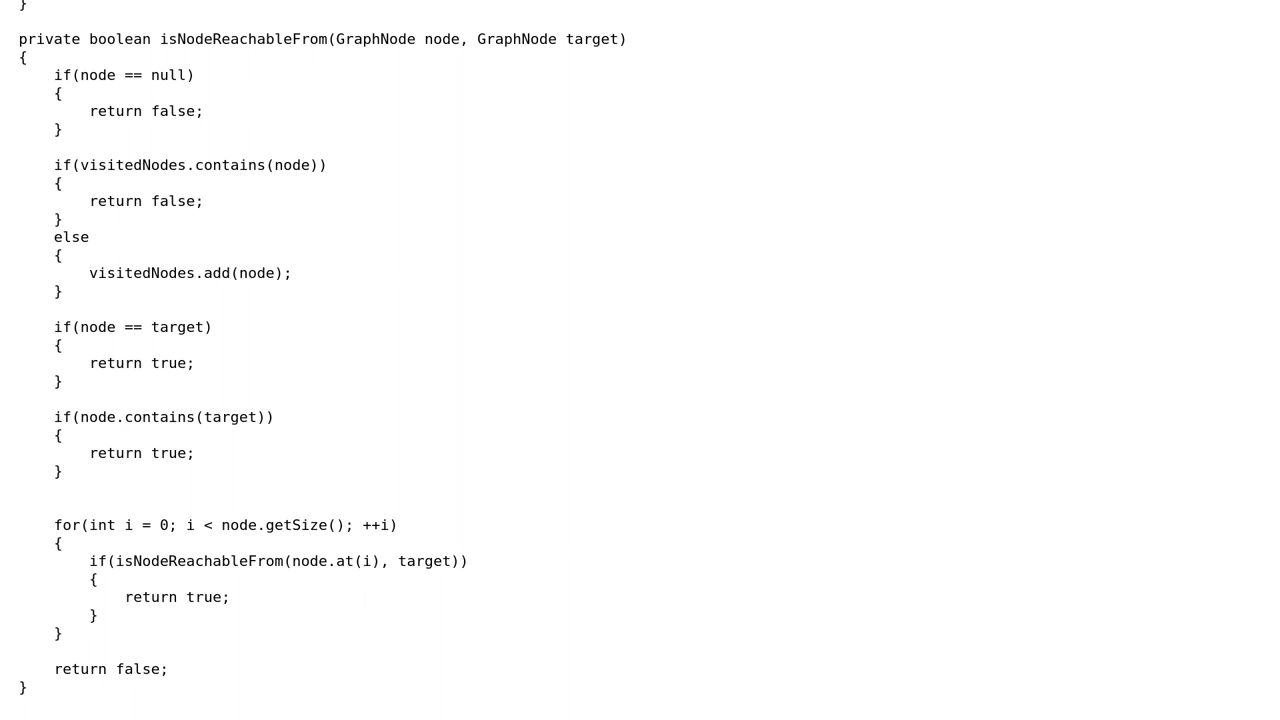 }
private boolean isNodeReachableFrom(GraphNode node, GraphNode target)
{
    if(node == null)
    {
        return false;
    }

    if(visitedNodes.contains(node))
    {
        return false;
    }
    else
    {
        visitedNodes.add(node);
    }

    if(node == target)
    {
        return true;
    }

    if(node.contains(target))
    {
        return true;
    }


    for(int i = 0; i < node.getSize(); ++i)
    {
        if(isNodeReachableFrom(node.at(i), target))
        {
            return true;
        }
    }

    return false;
}